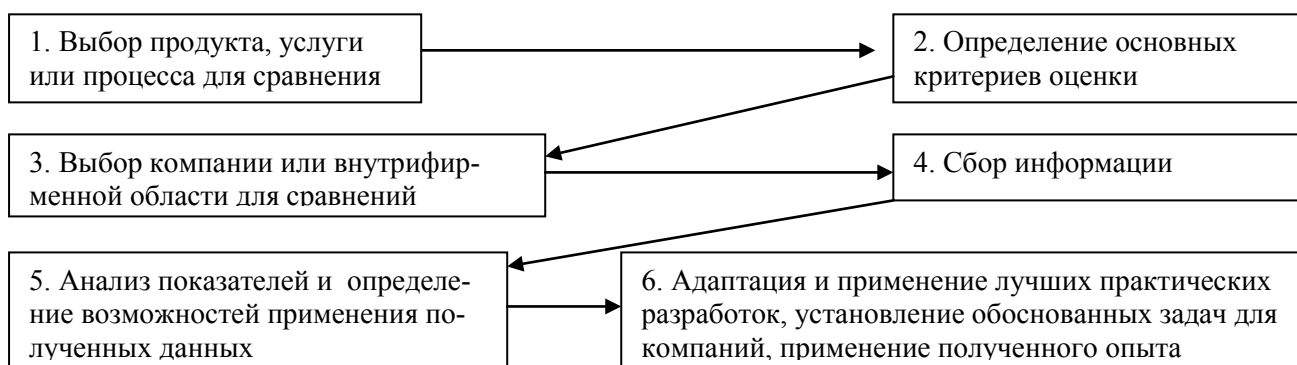 1. Выбор продукта, услуги
или процесса для сравнения
2. Определение основных
критериев оценки
3. Выбор компании или внутрифир-
менной области для сравнений
4. Сбор информации
5. Анализ показателей и определе-
ние возможностей применения по-
лученных данных
6. Адаптация и применение лучших практических
разработок, установление обоснованных задач для
компаний, применение полученного опыта